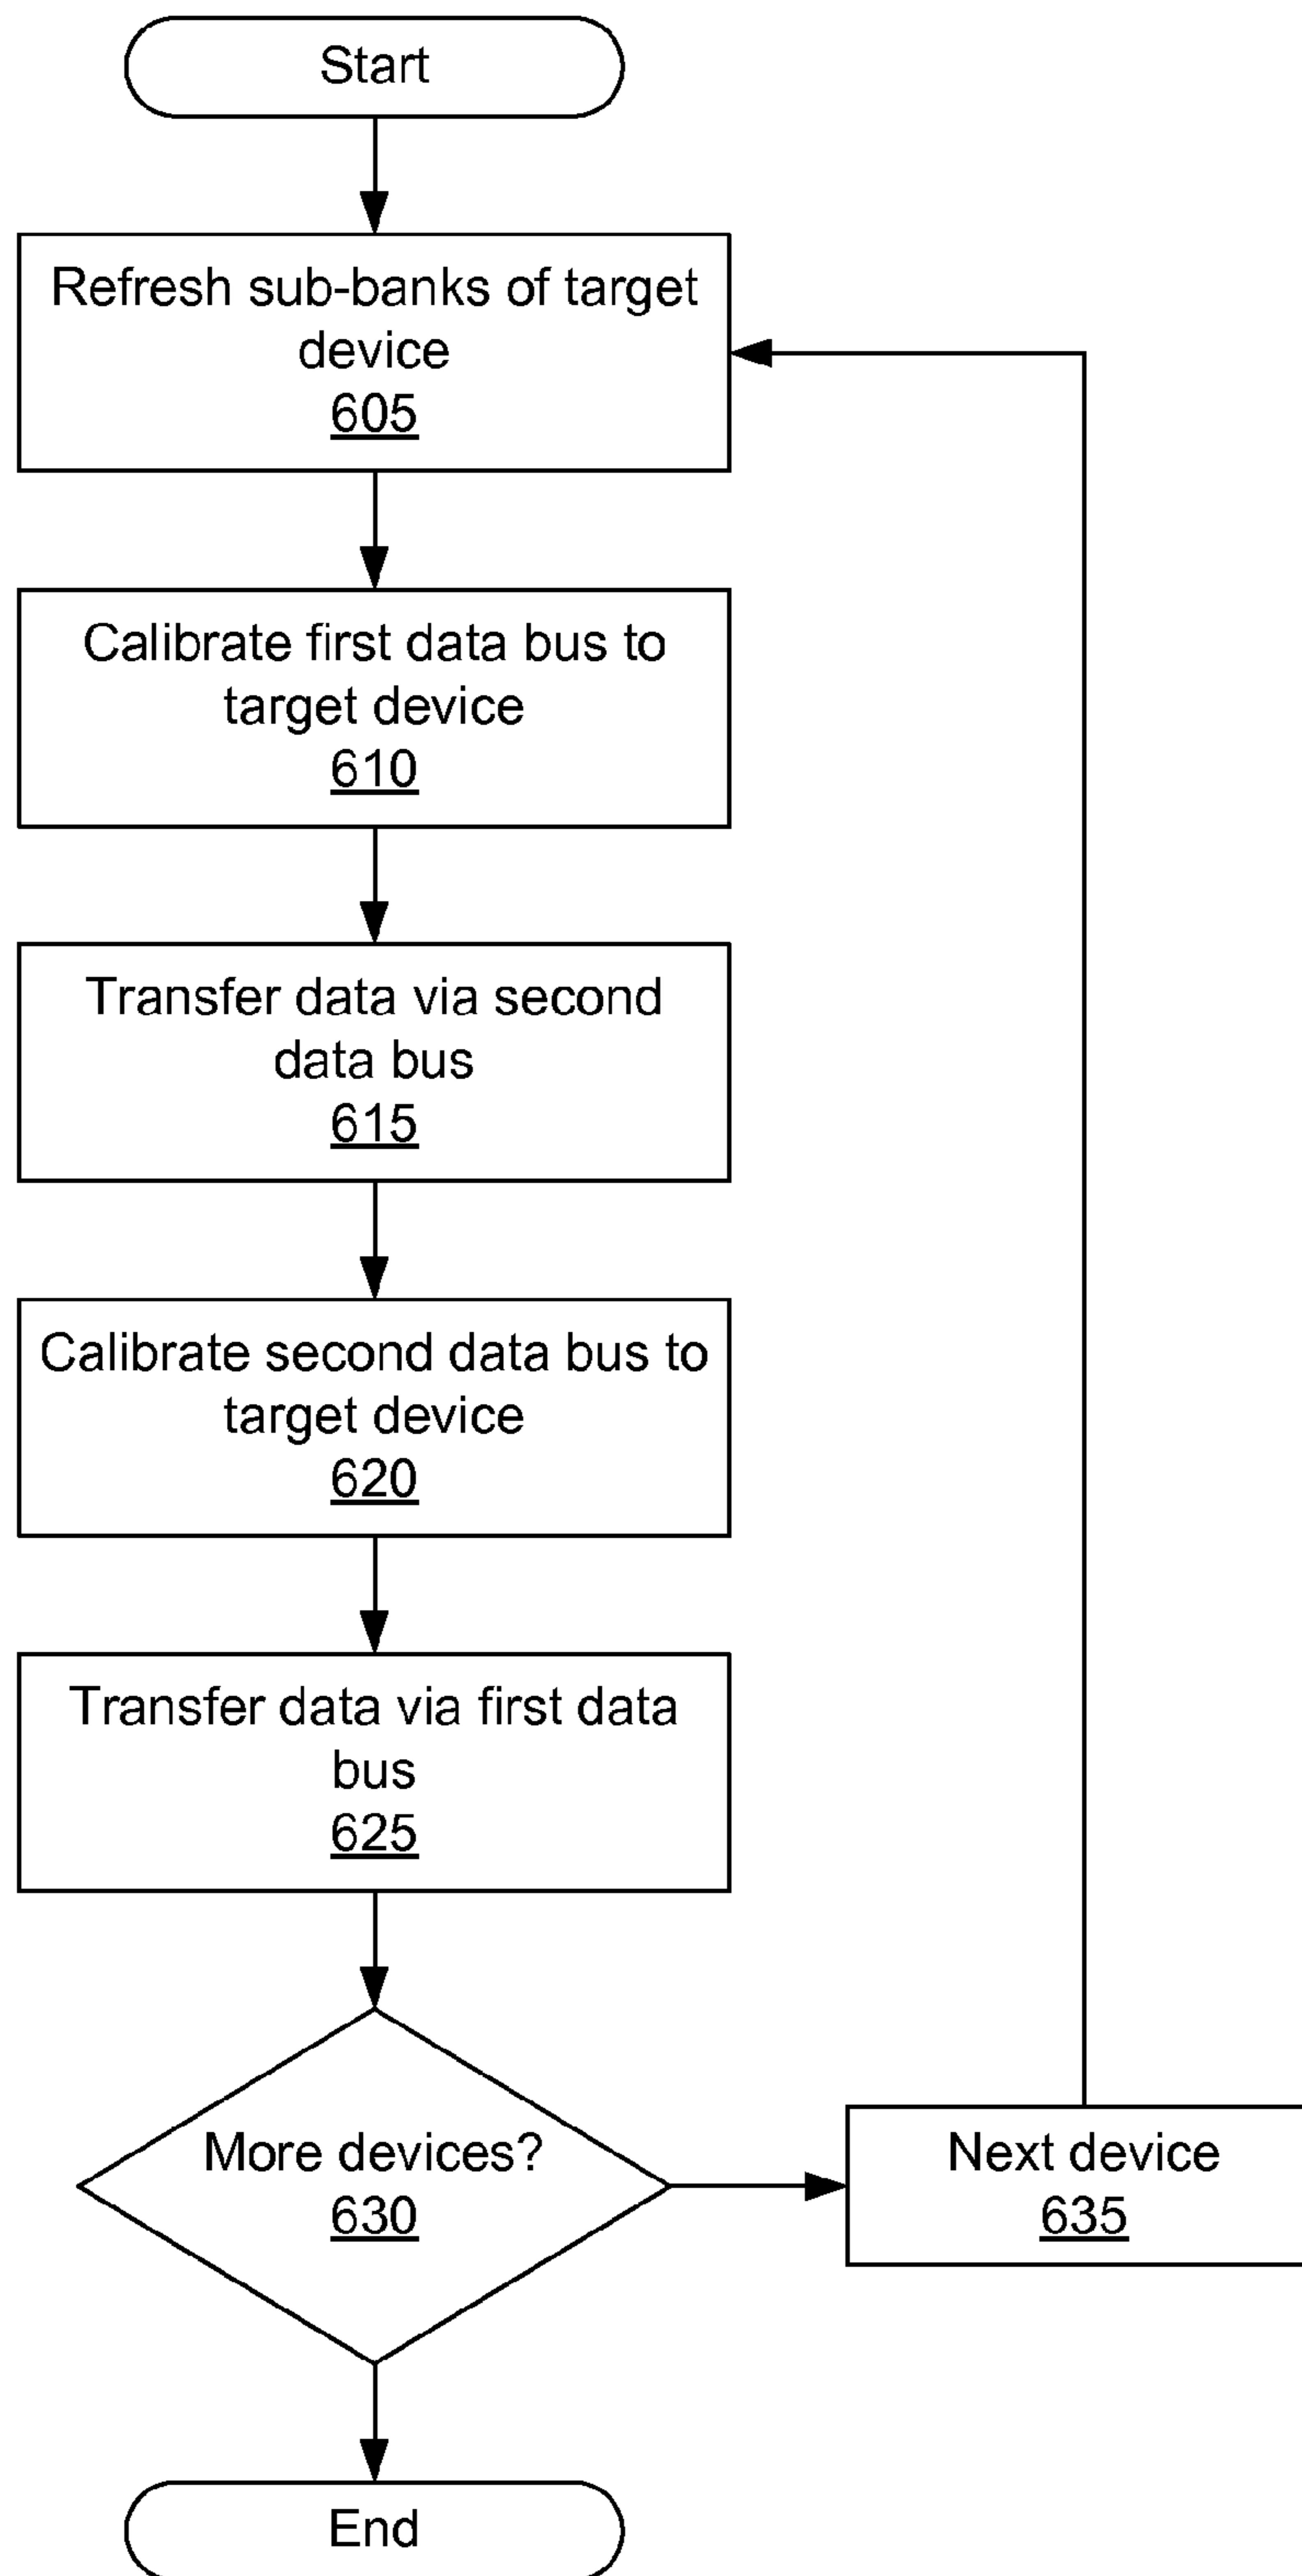 Start
Refresh sub-banks of target
device
605
Calibrate first data bus to
target device
610
Transfer data via second
data bus
615
Calibrate second data bus to
target device
620
Transfer data via first data
bus
625
More devices?
630
Next device
635
End